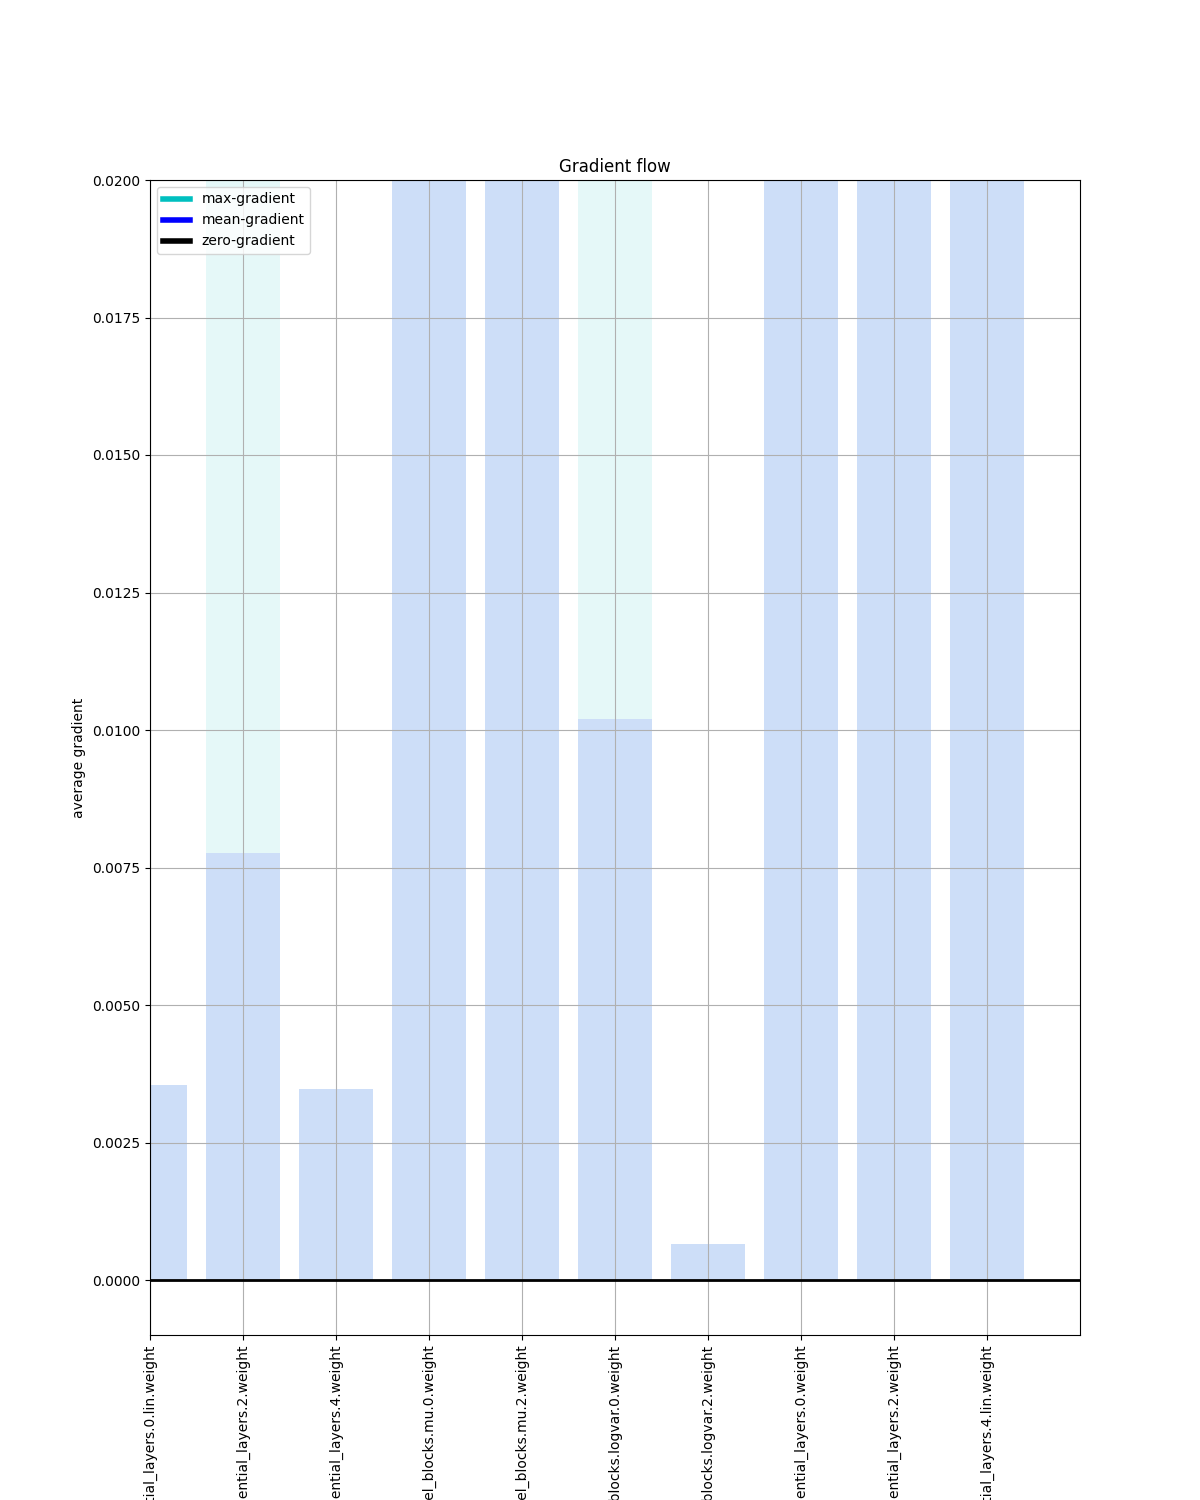 Gradient flow
max-gradient
mean-gradient
zero-gradient
average gradient
0.0200
0.0175
0.0150
0.0125
0.0100
0.0075
0.0050
0.0025
0.0000
tial_layers.0.lin.weight
ential_layers.2.weight
ential_layers.4.weight
el_blocks.mu.0.weight
el_blocks.mu.2.weight
blocks.logvar.0.weight
blocks.logvar.2.weight
ential_layers.0.weight
ential_layers.2.weight
tial_layers.4.lin.weight